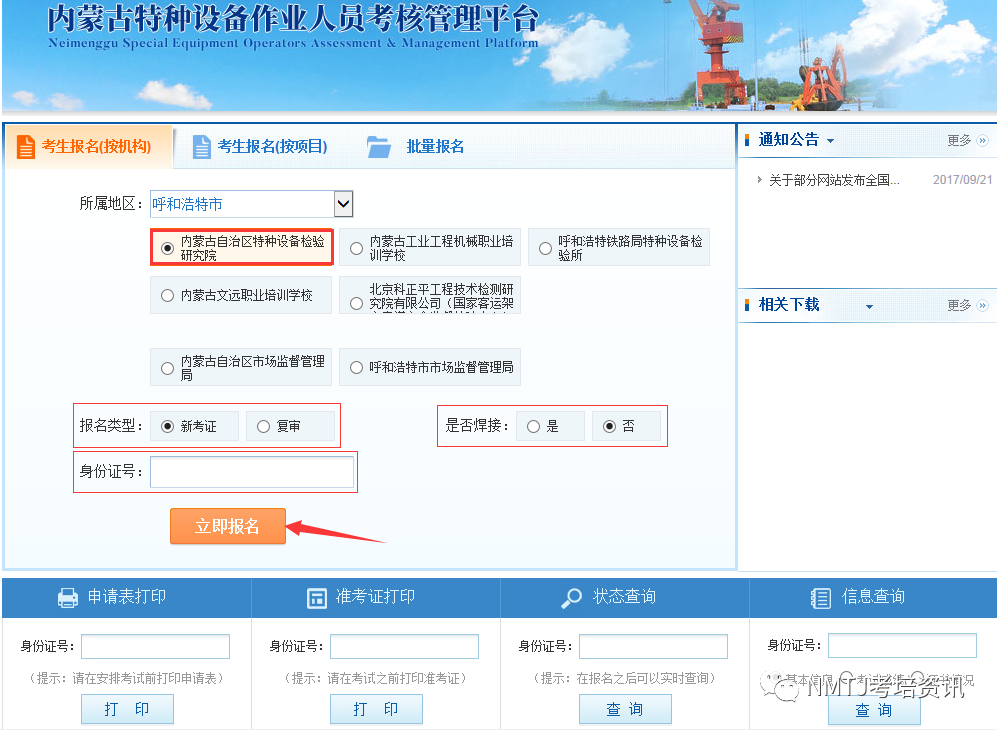 内蒙古特种设备作业人员考核管理平台
Neimenggu Special Equipment Operators Assessment & Management Platform
考生报名(按机构)
考生报名(按项目)
批量报名
所属地区：
呼和浩特市
内蒙古自治区特种设备检验
研究院
内蒙古工业工程机械职业培
训学校
呼和浩特铁路局特种设备检
验所
内蒙古文远职业培训学校
北京科正平工程技术检测研
究院有限公司（国家客运架
内蒙古自治区市场监督管理
局
呼和浩特市市场监督管理局
报名类型：
新考证
复审
是否焊接：
是
否
身份证号：
立即报名
通知公告
更多
关于部分网站发布全国...
2017/09/21
相关下载
更多
申请表打印
身份证号：
（提示：请在安排考试前打印申请表）
打 印
准考证打印
身份证号：
（提示：请在考试之前打印准考证）
打 印
状态查询
身份证号：
（提示：在报名之后可以实时查询）
查 询
信息查询
身份证号：
基本信息
情况
NMTJ考培资讯
查 询